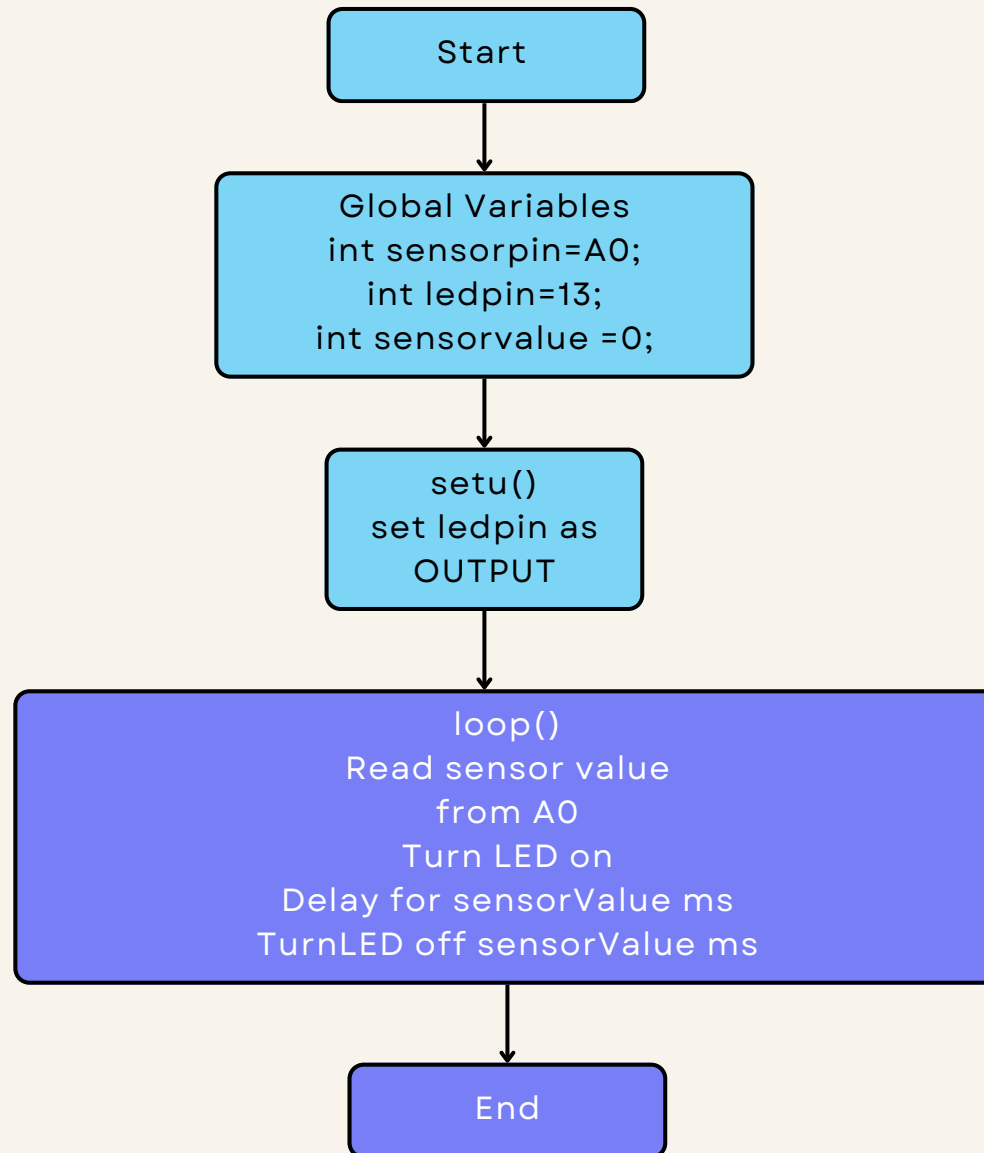 Start
Global Variables
int sensorpin=A0;
int ledpin=13;
int sensorvalue =0;
setu()
set ledpin as
OUTPUT
loop()
Read sensor value
from A0
Turn LED on
Delay for sensorValue ms
TurnLED off sensorValue ms
End